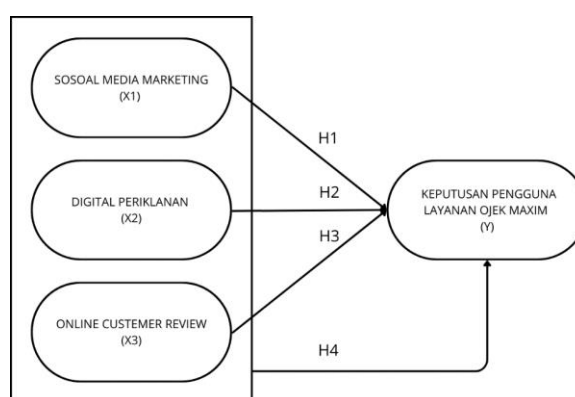 SOSOAL MEDIA MARKETING
(X1)
H1
DIGITAL PERIKLANAN
(X2)
H2
KEPUTUSAN PENGGUNA
LAYANAN OJEK MAXIM
(Y)
H3
ONLINE CUSTEMER REVIEW
(X3)
H4